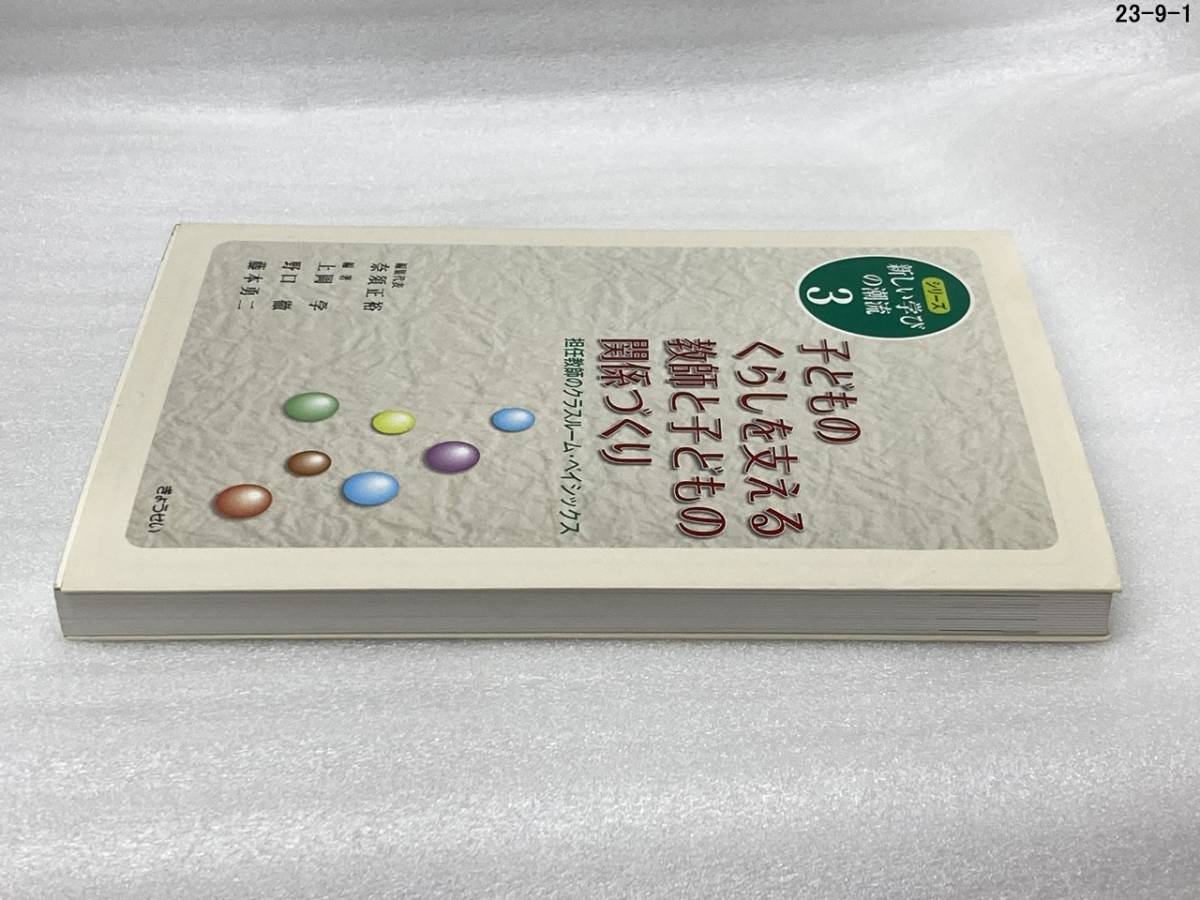 23-9-1
シリーズ
新しい学び
の潮流
3
子どもの
くらしを支える
教師と子どもの
関係づくり
担任教師のクラスルーム・ベイシックス
編集代表
奈須正裕
編著
上岡 学
野口 徹
藤本勇二
ぎょうせい